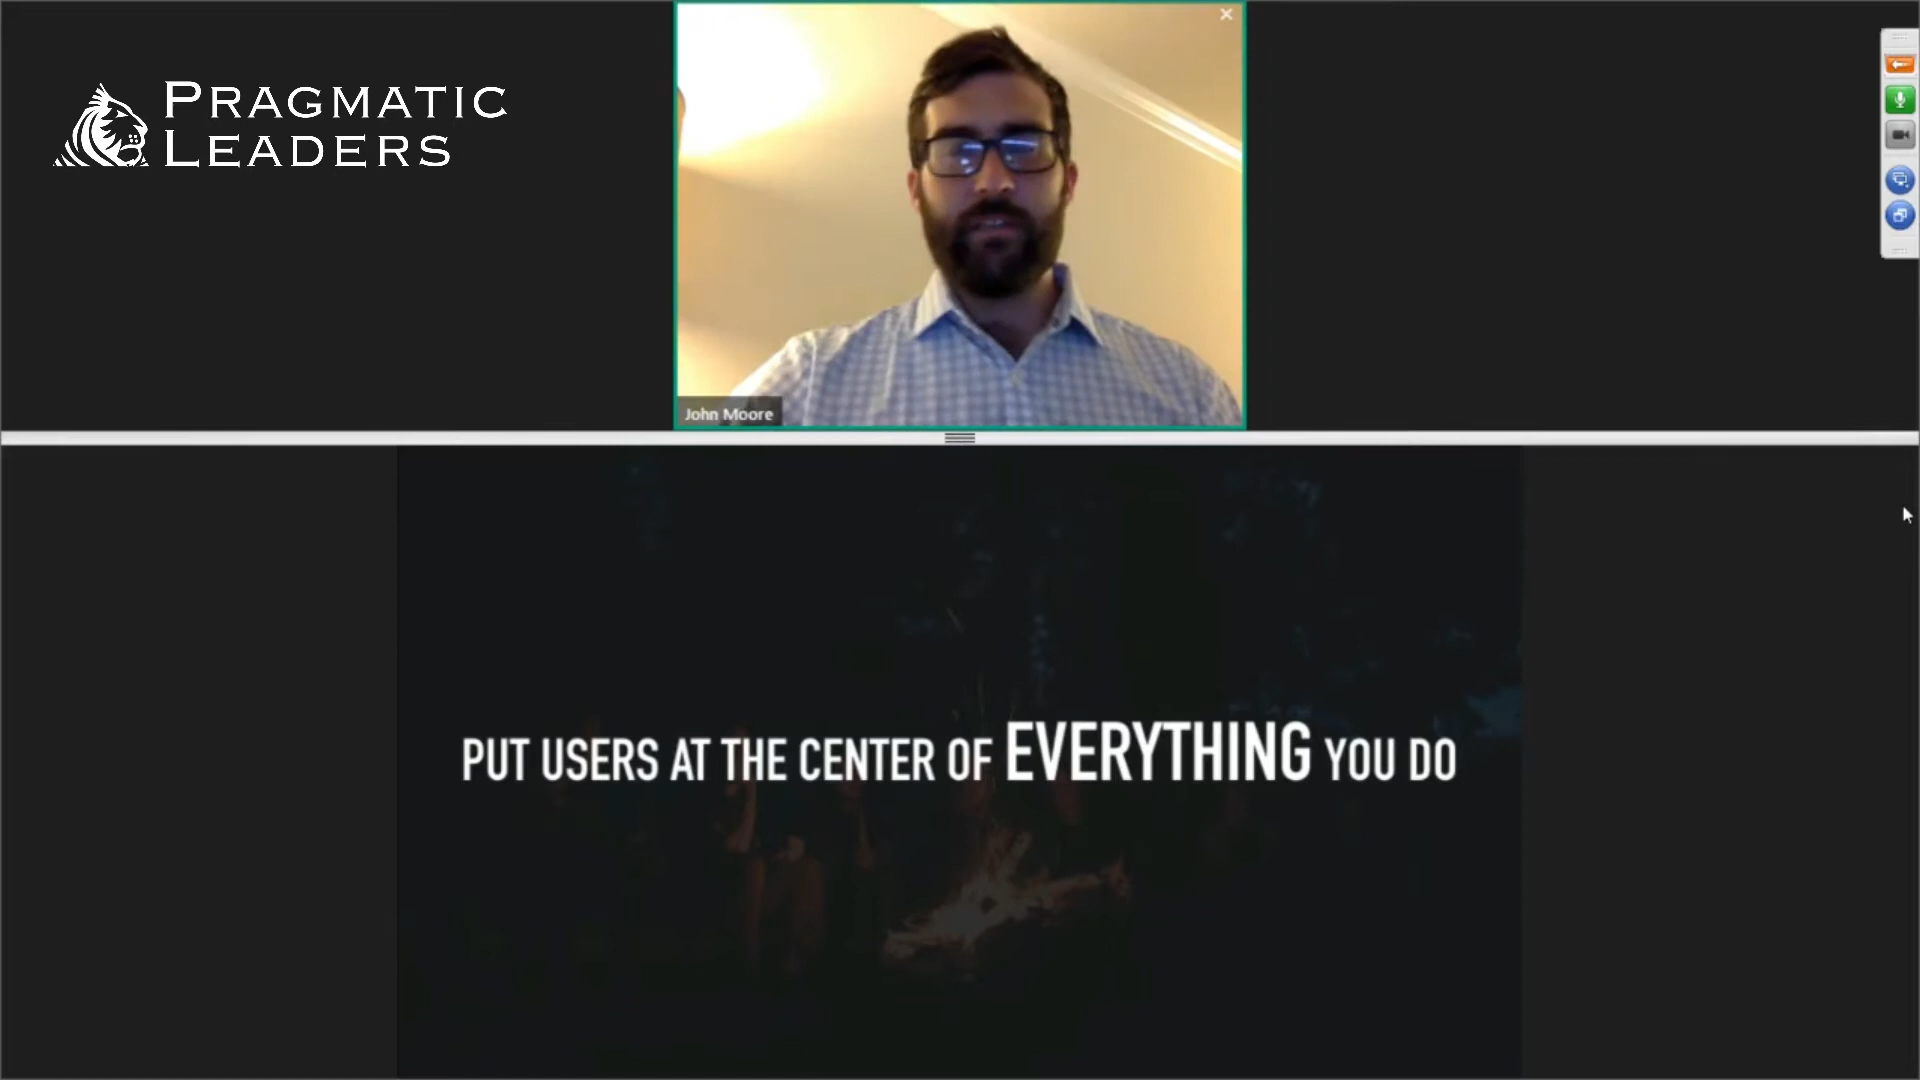 PRAGMATIC
LEADERS
John Moore
PUT USERS AT THE CENTER OF EVERYTHING YOU DO